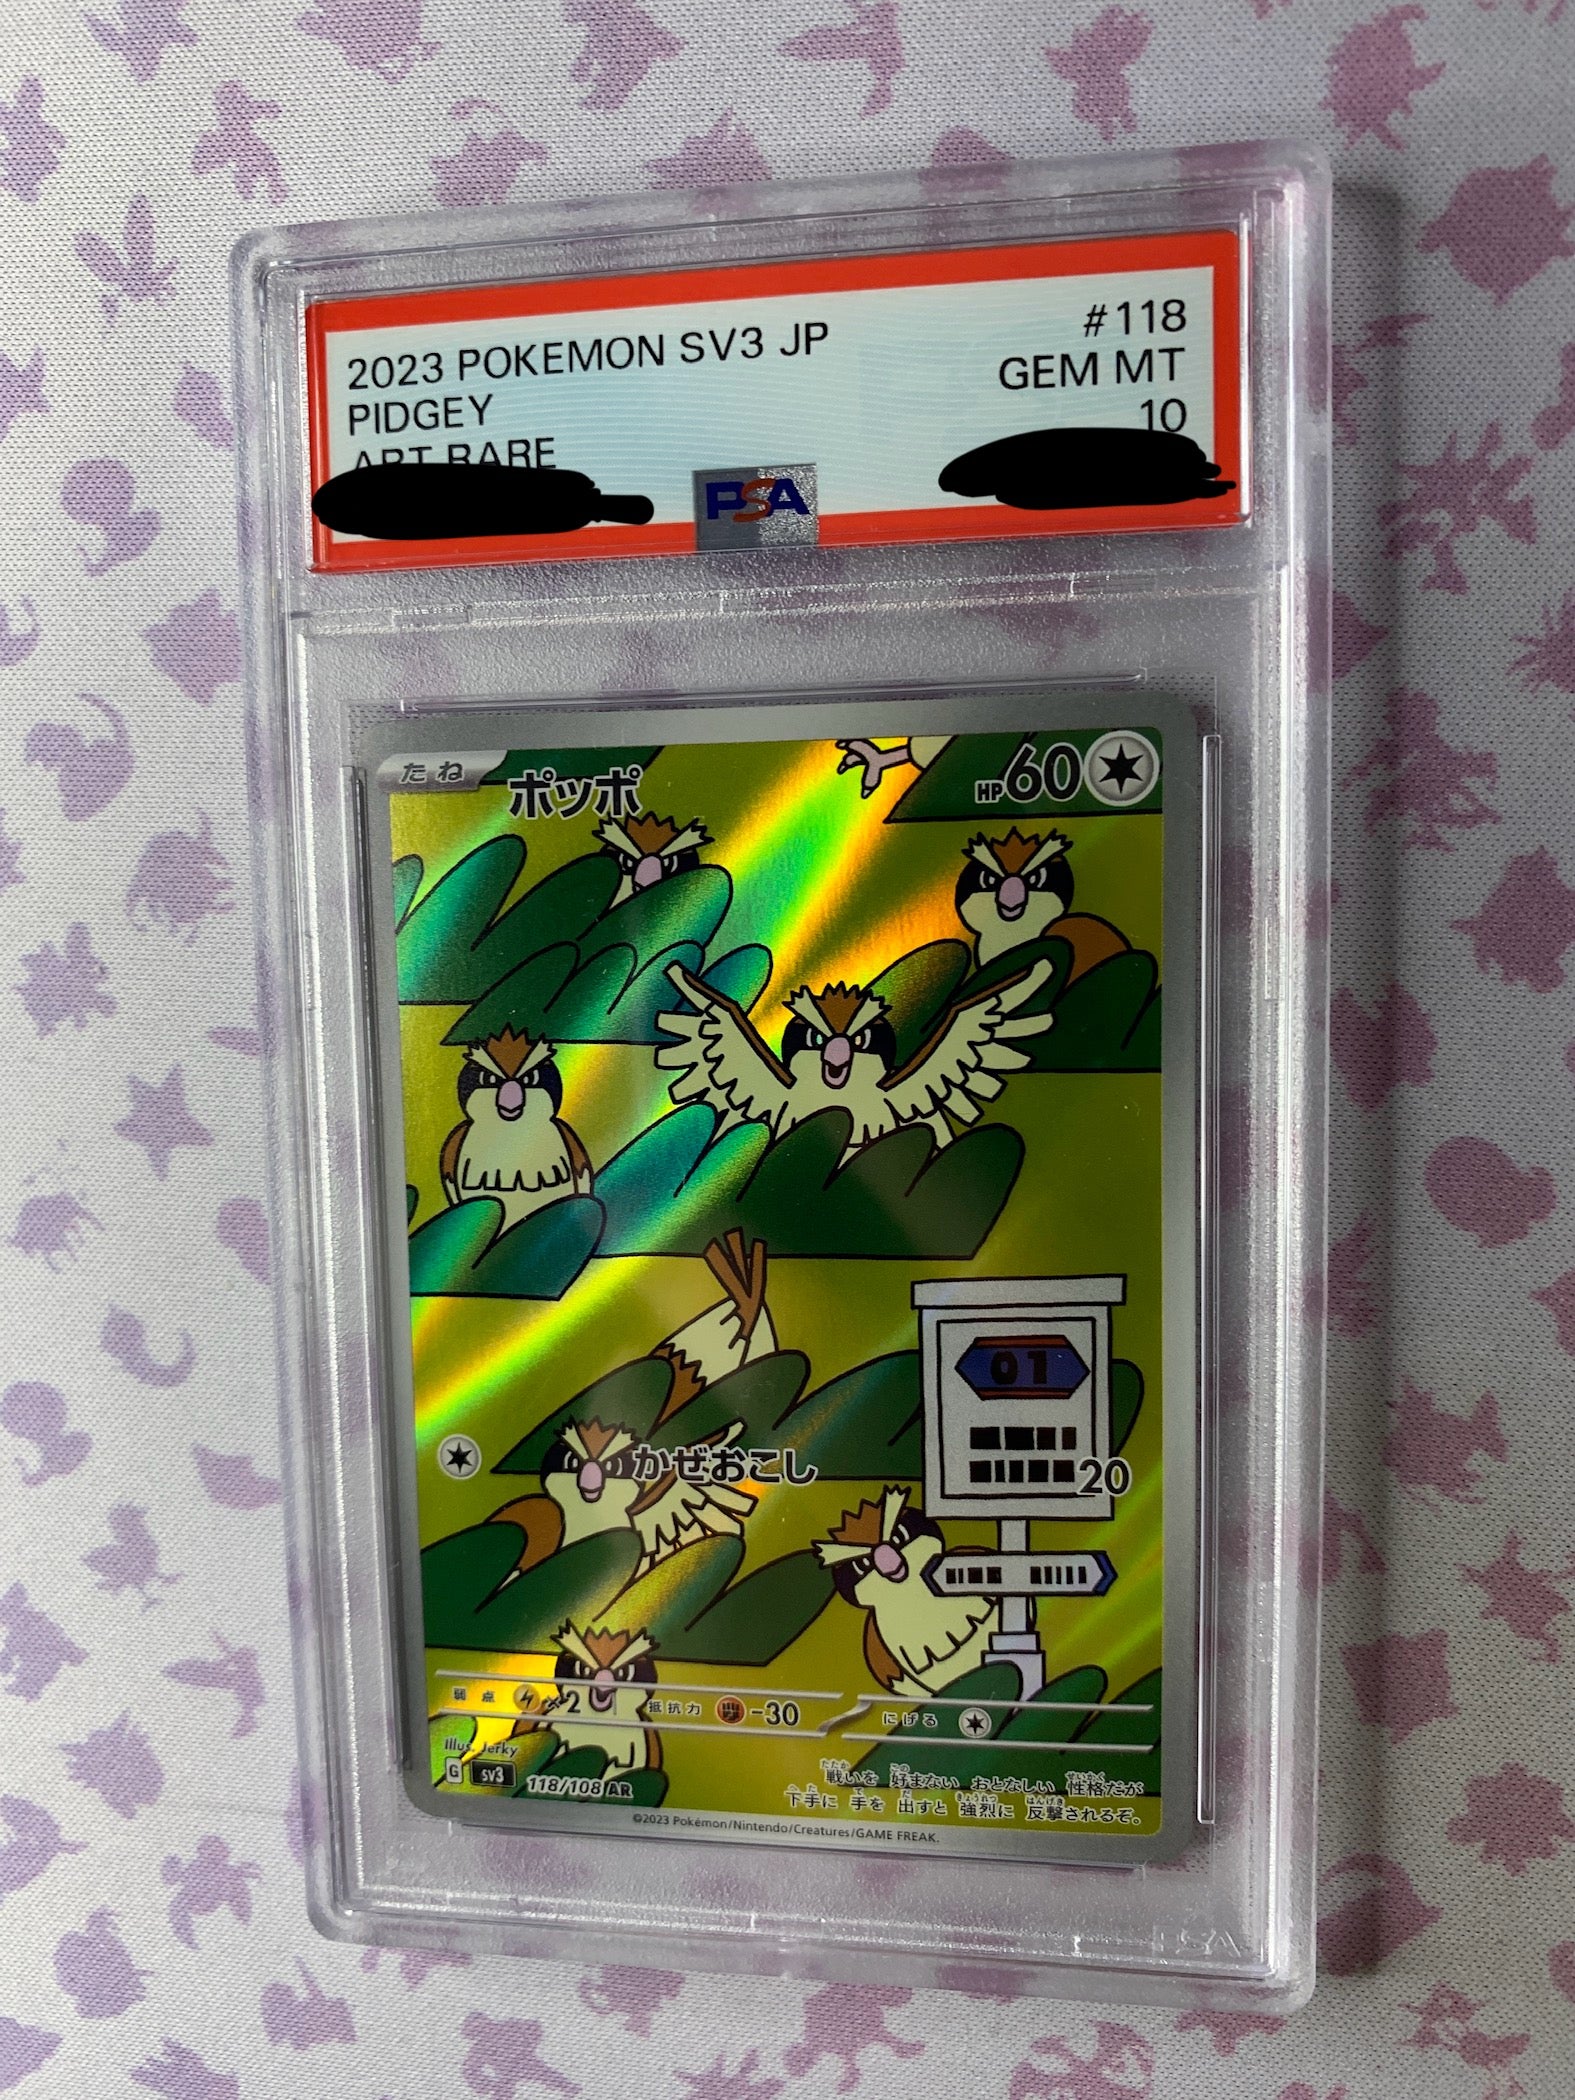 2023 POKEMON SV3 JP #118
PIDGEY GEM MT
ART RARE 10
PSA
たね ポッポ HP60
01
かぜおこし 20
弱点 ×2 抵抗力 -30 にげる
Illus. Jerky
G SV3 118/108 AR
戦いを 好まない おとなしい 性格だが
下手に 手を 出すと 強烈に 反撃されるぞ。
©2023 Pokémon/Nintendo/Creatures/GAME FREAK.
PSA